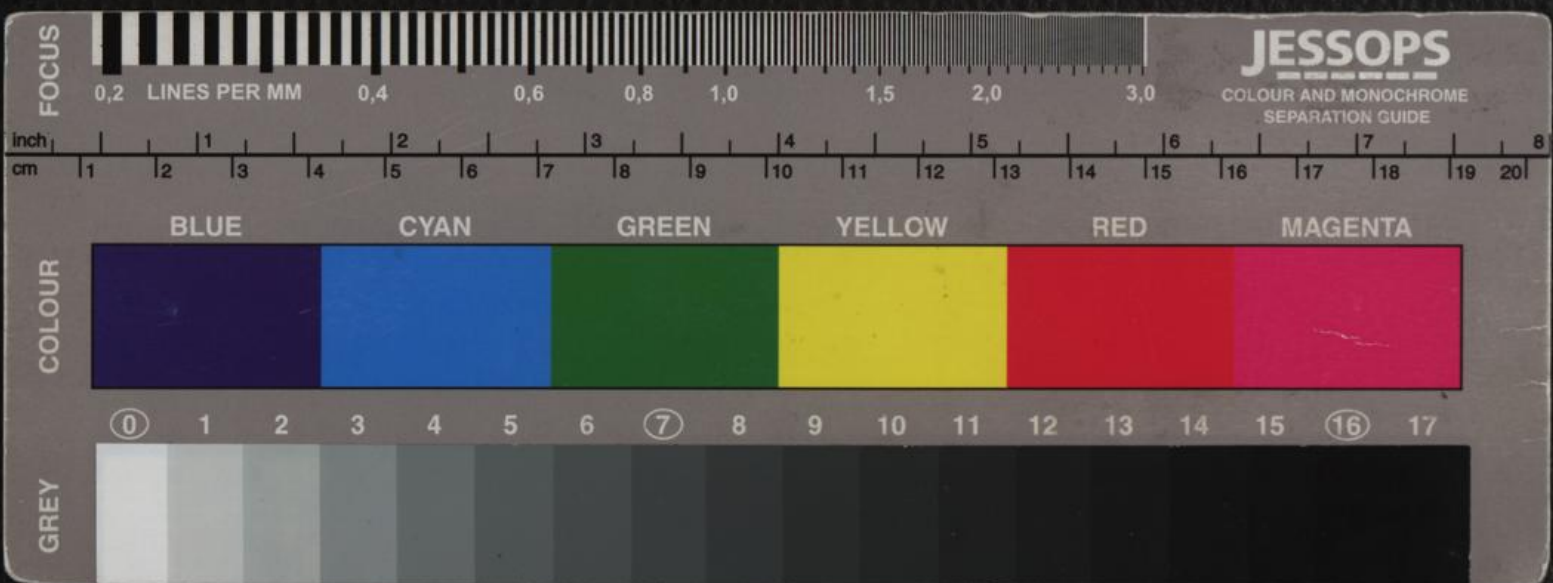 FOCUS
JESSOPS
0,2 LINES PER MM 0,4 0,6 0,8 1,0 1,5 2,0 3,0
COLOUR AND MONOCHROME
SEPARATION GUIDE
inch 1 2 3 4 5 6 7 8
cm 1 2 3 4 5 6 7 8 9 10 11 12 13 14 15 16 17 18 19 20
BLUE CYAN GREEN YELLOW RED MAGENTA
COLOUR
0 1 2 3 4 5 6 7 8 9 10 11 12 13 14 15 16 17
GREY